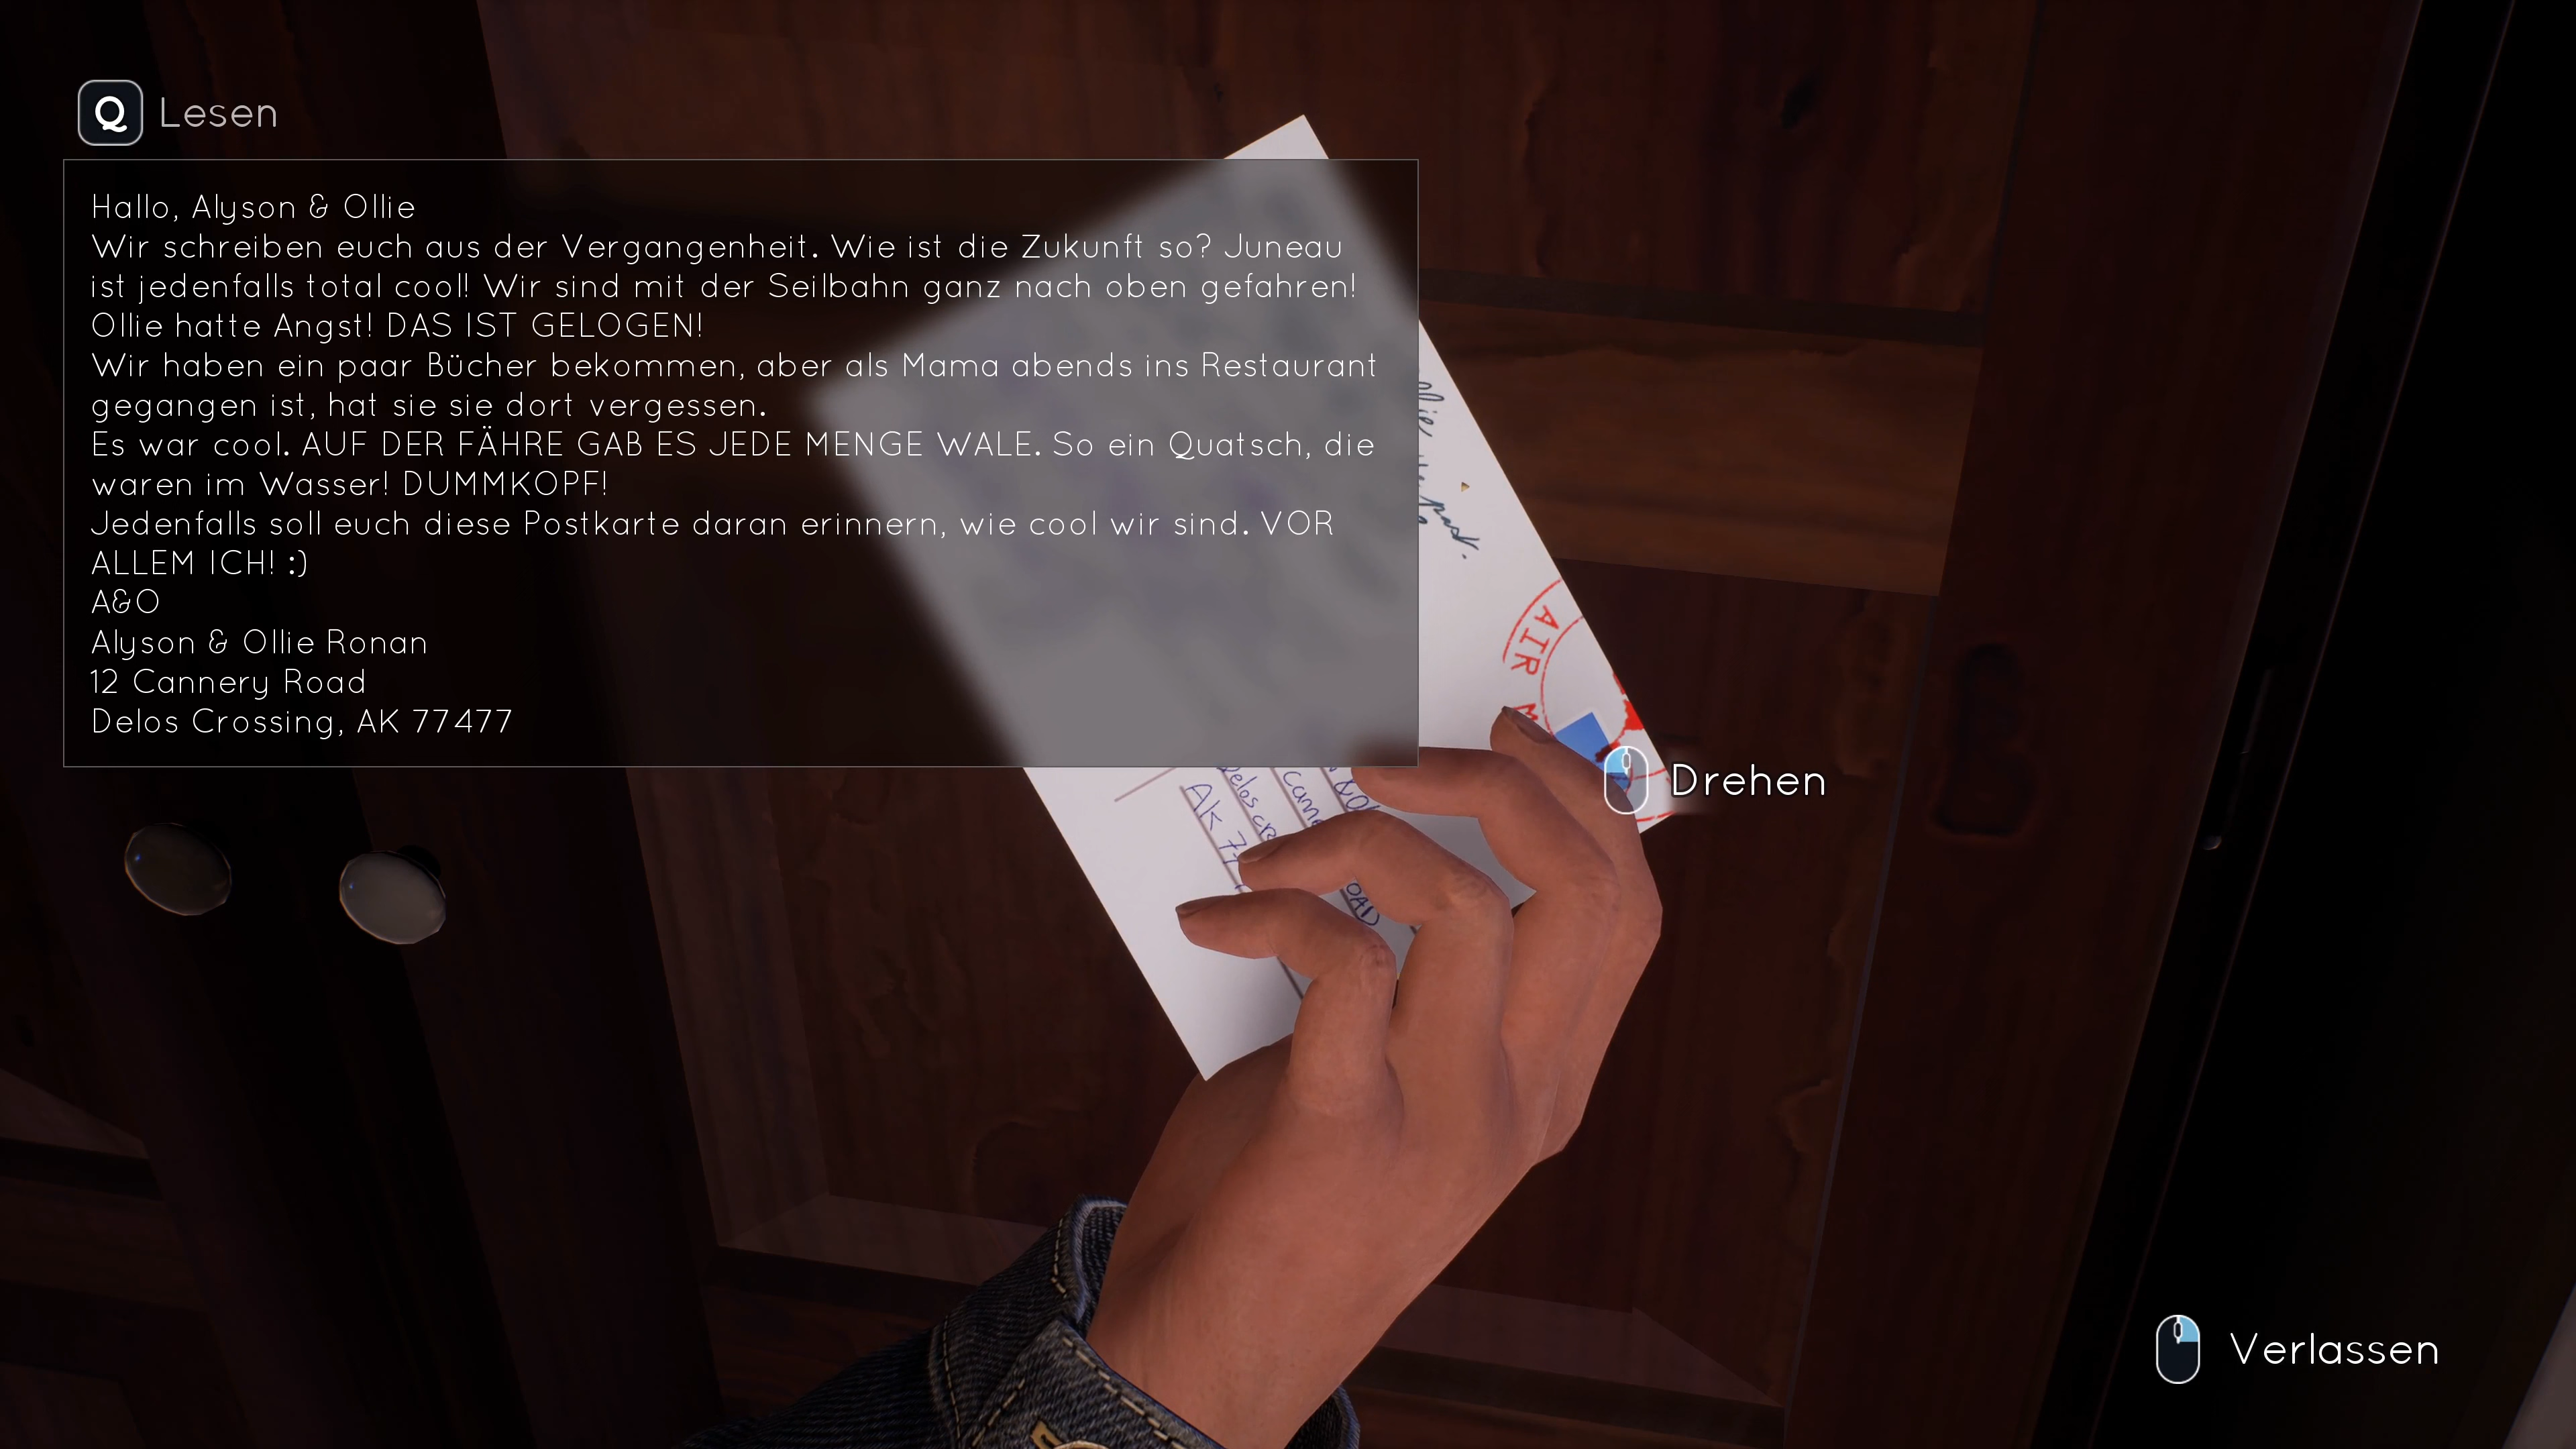 Q Lesen
Hallo, Alyson & Ollie
Wir schreiben euch aus der Vergangenheit. Wie ist die Zukunft so? Juneau
ist jedenfalls total cool! Wir sind mit der Seilbahn ganz nach oben gefahren!
Ollie hatte Angst! DAS IST GELOGEN!
Wir haben ein paar Bücher bekommen, aber als Mama abends ins Restaurant
gegangen ist, hat sie sie dort vergessen.
Es war cool. AUF DER FÄHRE GAB ES JEDE MENGE WALE. So ein Quatsch, die
waren im Wasser! DUMMKOPF!
Jedenfalls soll euch diese Postkarte daran erinnern, wie cool wir sind. VOR
ALLEM ICH! :)
A&O
Alyson & Ollie Ronan
12 Cannery Road
Delos Crossing, AK 77477
AIR
Drehen
AK
Verlassen